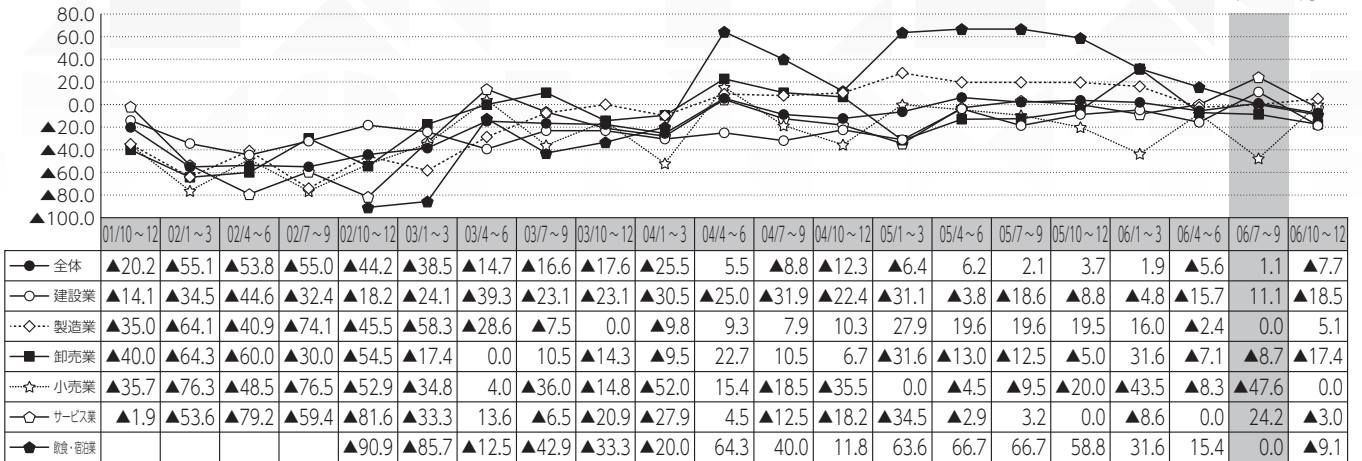 80.0
60.0
40.0
20.0
0.0
▲20.0
▲40.0
▲60.0
▲80.0
▲100.0
01/10~12 02/1~3 02/4~6 02/7~9 02/10~12 03/1~3 03/4~6 03/7~9 03/10~12 04/1~3 04/4~6 04/7~9 04/10~12 05/1~3 05/4~6 05/7~9 05/10~12 06/1~3 06/4~6 06/7~9 06/10~12
全体 ▲20.2 ▲55.1 ▲53.8 ▲55.0 ▲44.2 ▲38.5 ▲14.7 ▲16.6 ▲17.6 ▲25.5 5.5 ▲8.8 ▲12.3 ▲6.4 6.2 2.1 3.7 1.9 ▲5.6 1.1 ▲7.7
建設業 ▲14.1 ▲34.5 ▲44.6 ▲32.4 ▲18.2 ▲24.1 ▲39.3 ▲23.1 ▲23.1 ▲30.5 ▲25.0 ▲31.9 ▲22.4 ▲31.1 ▲3.8 ▲18.6 ▲8.8 ▲4.8 ▲15.7 11.1 ▲18.5
製造業 ▲35.0 ▲64.1 ▲40.9 ▲74.1 ▲45.5 ▲58.3 ▲28.6 ▲7.5 0.0 ▲9.8 9.3 7.9 10.3 27.9 19.6 19.6 19.5 16.0 ▲2.4 0.0 5.1
卸売業 ▲40.0 ▲64.3 ▲60.0 ▲30.0 ▲54.5 ▲17.4 0.0 10.5 ▲14.3 ▲9.5 22.7 10.5 6.7 ▲31.6 ▲13.0 ▲12.5 ▲5.0 31.6 ▲7.1 ▲8.7 ▲17.4
小売業 ▲35.7 ▲76.3 ▲48.5 ▲76.5 ▲52.9 ▲34.8 4.0 ▲36.0 ▲14.8 ▲52.0 15.4 ▲18.5 ▲35.5 0.0 ▲4.5 ▲9.5 ▲20.0 ▲43.5 ▲8.3 ▲47.6 0.0
サービス業 ▲1.9 ▲53.6 ▲79.2 ▲59.4 ▲81.6 ▲33.3 13.6 ▲6.5 ▲20.9 ▲27.9 4.5 ▲12.5 ▲18.2 ▲34.5 ▲2.9 3.2 0.0 ▲8.6 0.0 24.2 ▲3.0
飲食・宿泊業 ▲90.9 ▲85.7 ▲12.5 ▲42.9 ▲33.3 ▲20.0 64.3 40.0 11.8 63.6 66.7 66.7 58.8 31.6 15.4 0.0 ▲9.1